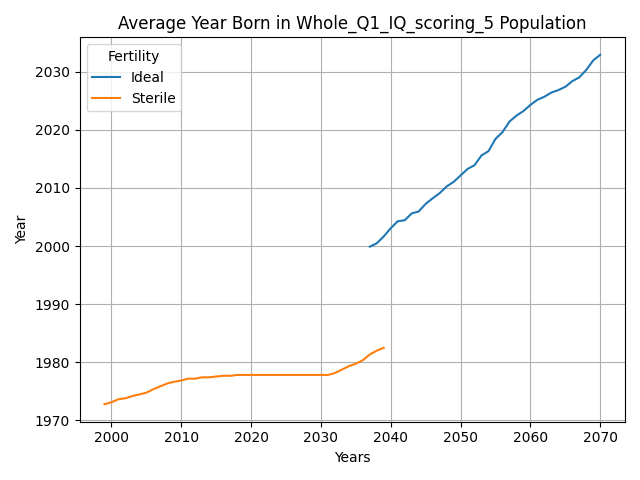 Average Year Born in Whole_Q1_IQ_scoring_5 Population
Fertility
Ideal
Sterile
2030
2020
2010
2000
1990
1980
1970
Year
2000 2010 2020 2030 2040 2050 2060 2070
Years